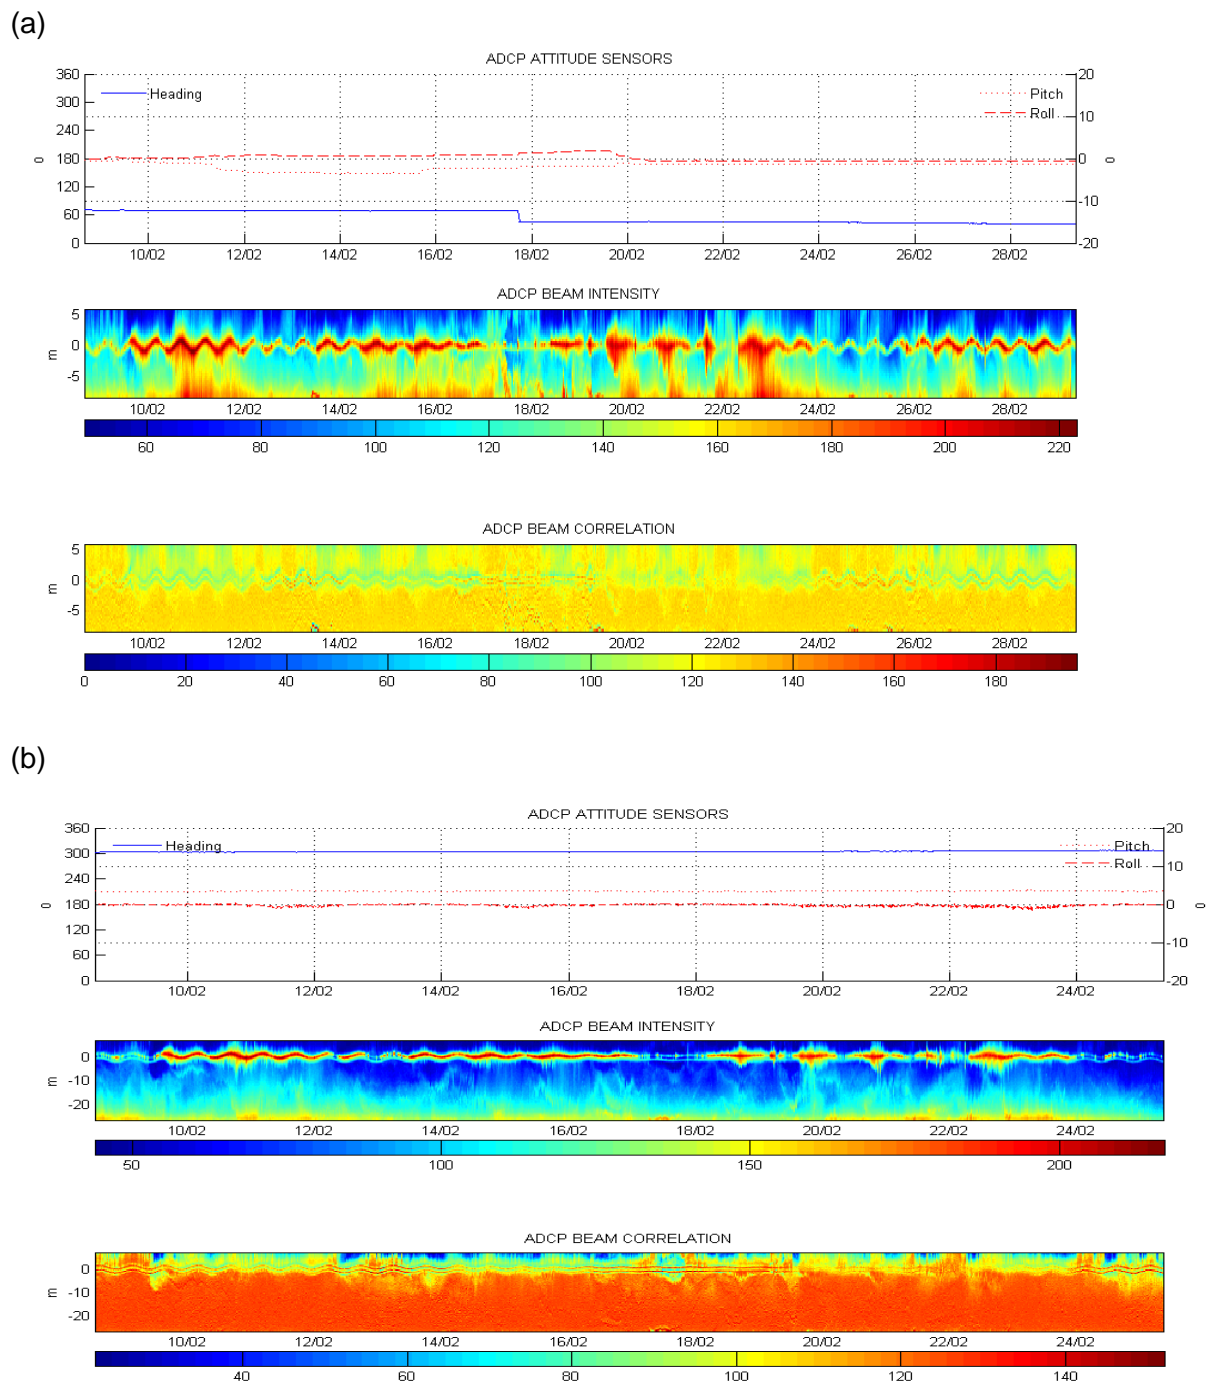 (a)
ADCP ATTITUDE SENSORS
360 20
Heading Pitch
300
Roll
240 10
0 180 0 0
120
60 -10
0 -20
10/02 12/02 14/02 16/02 18/02 20/02 22/02 24/02 26/02 28/02
ADCP BEAM INTENSITY
5
m 0
-5
10/02 12/02 14/02 16/02 18/02 20/02 22/02 24/02 26/02 28/02
60 80 100 120 140 160 180 200 220
ADCP BEAM CORRELATION
5
m 0
-5
10/02 12/02 14/02 16/02 18/02 20/02 22/02 24/02 26/02 28/02
0 20 40 60 80 100 120 140 160 180
(b)
ADCP ATTITUDE SENSORS
360 20
Heading Pitch
300
Roll
240 10
0 180 0 0
120
60 -10
0 -20
10/02 12/02 14/02 16/02 18/02 20/02 22/02 24/02
ADCP BEAM INTENSITY
0
m -10
-20
10/02 12/02 14/02 16/02 18/02 20/02 22/02 24/02
50 100 150 200
ADCP BEAM CORRELATION
0
m -10
-20
10/02 12/02 14/02 16/02 18/02 20/02 22/02 24/02
40 60 80 100 120 140